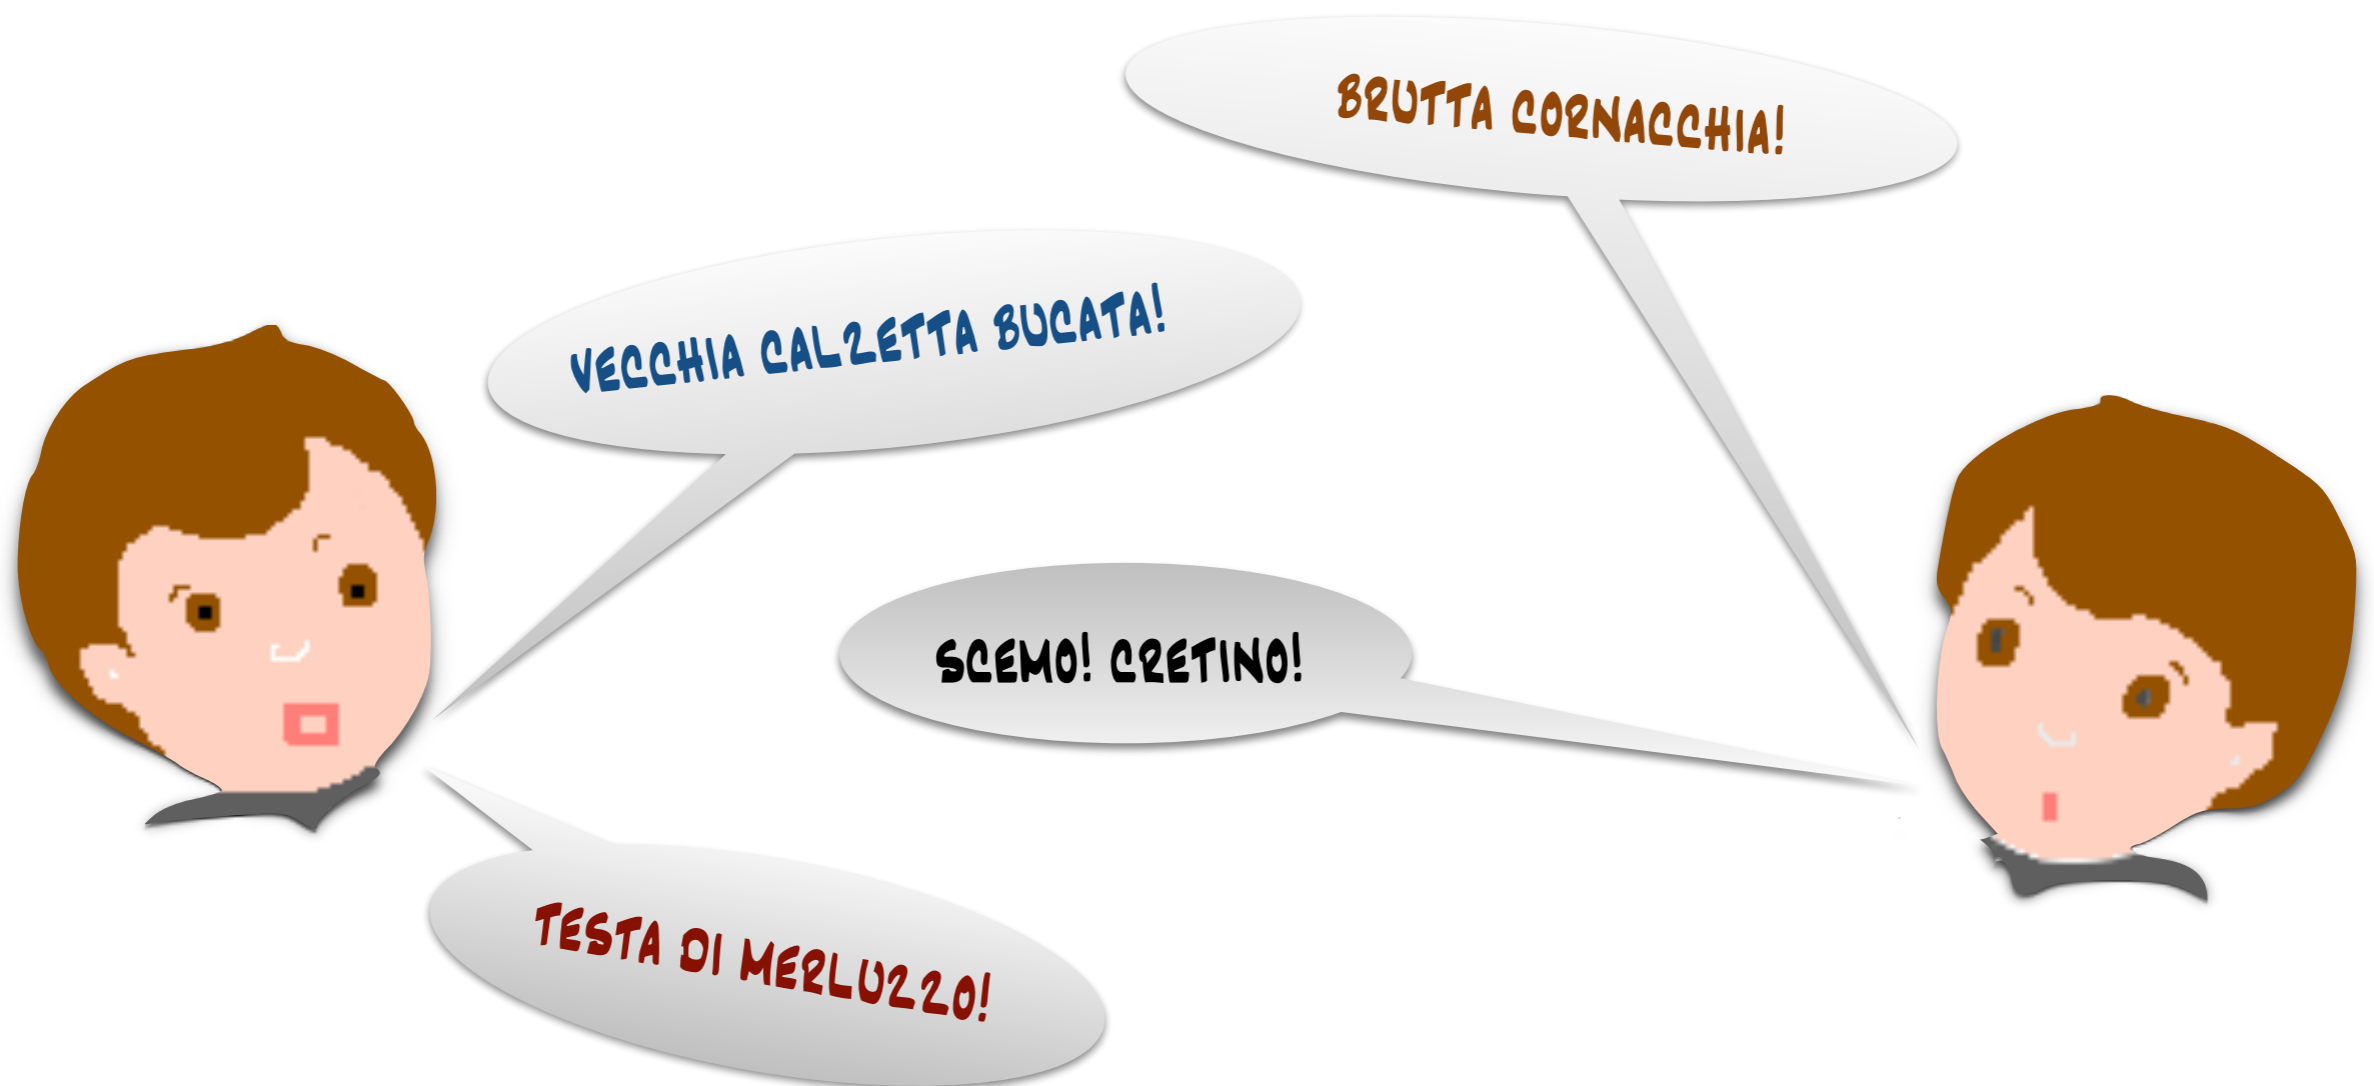 BRUTTA CORNACCHIA!
VECCHIA CALZETTA BUCATA!
SCEMO! CRETINO!
TESTA DI MERLUZZO!